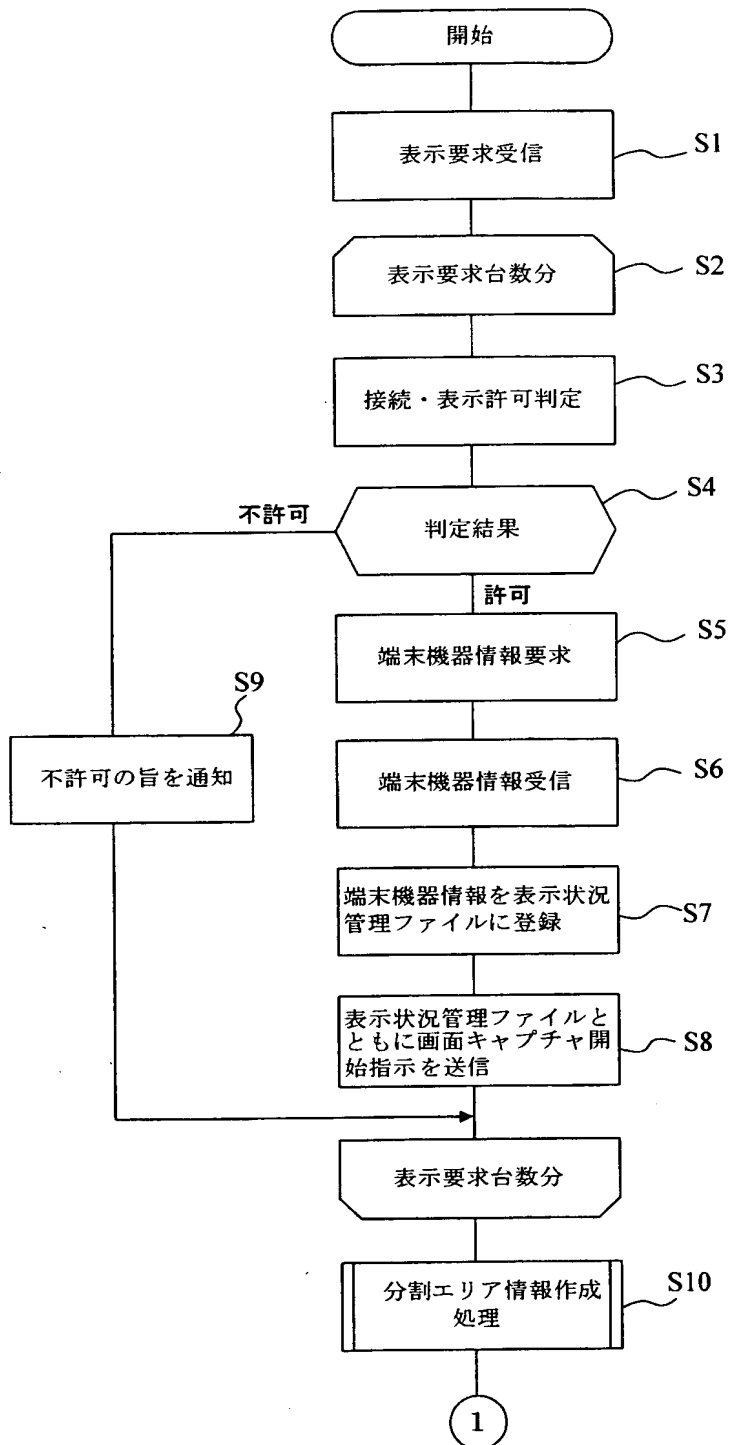 開始
表示要求受信
S1
表示要求台数分
S2
接続・表示許可判定
S3
判定結果
S4
不許可
許可
端末機器情報要求
S5
S9
不許可の旨を通知
端末機器情報受信
S6
端末機器情報を表示状況
管理ファイルに登録
S7
表示状況管理ファイルと
ともに画面キャプチャ開
始指示を送信
S8
表示要求台数分
分割エリア情報作成
処理
S10
1